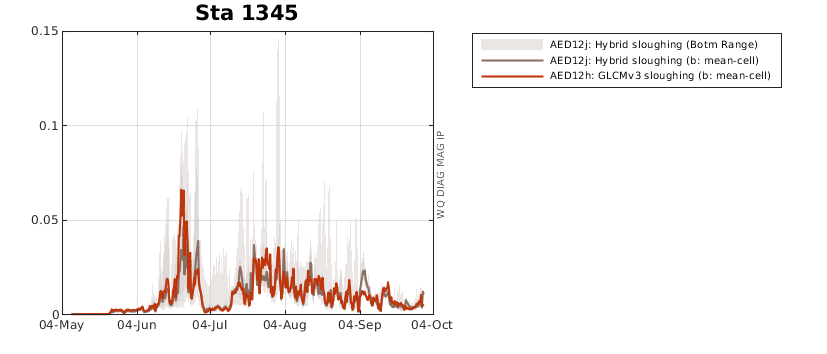 Sta 1345
0.15
0.1
0.05
0
04-May
04-Jun
04-Jul
04-Aug
04-Sep
04-Oct
WQ DIAG MAG IP
AED12j: Hybrid sloughing (Botm Range)
AED12j: Hybrid sloughing (b: mean-cell)
AED12h: GLCMv3 sloughing (b: mean-cell)